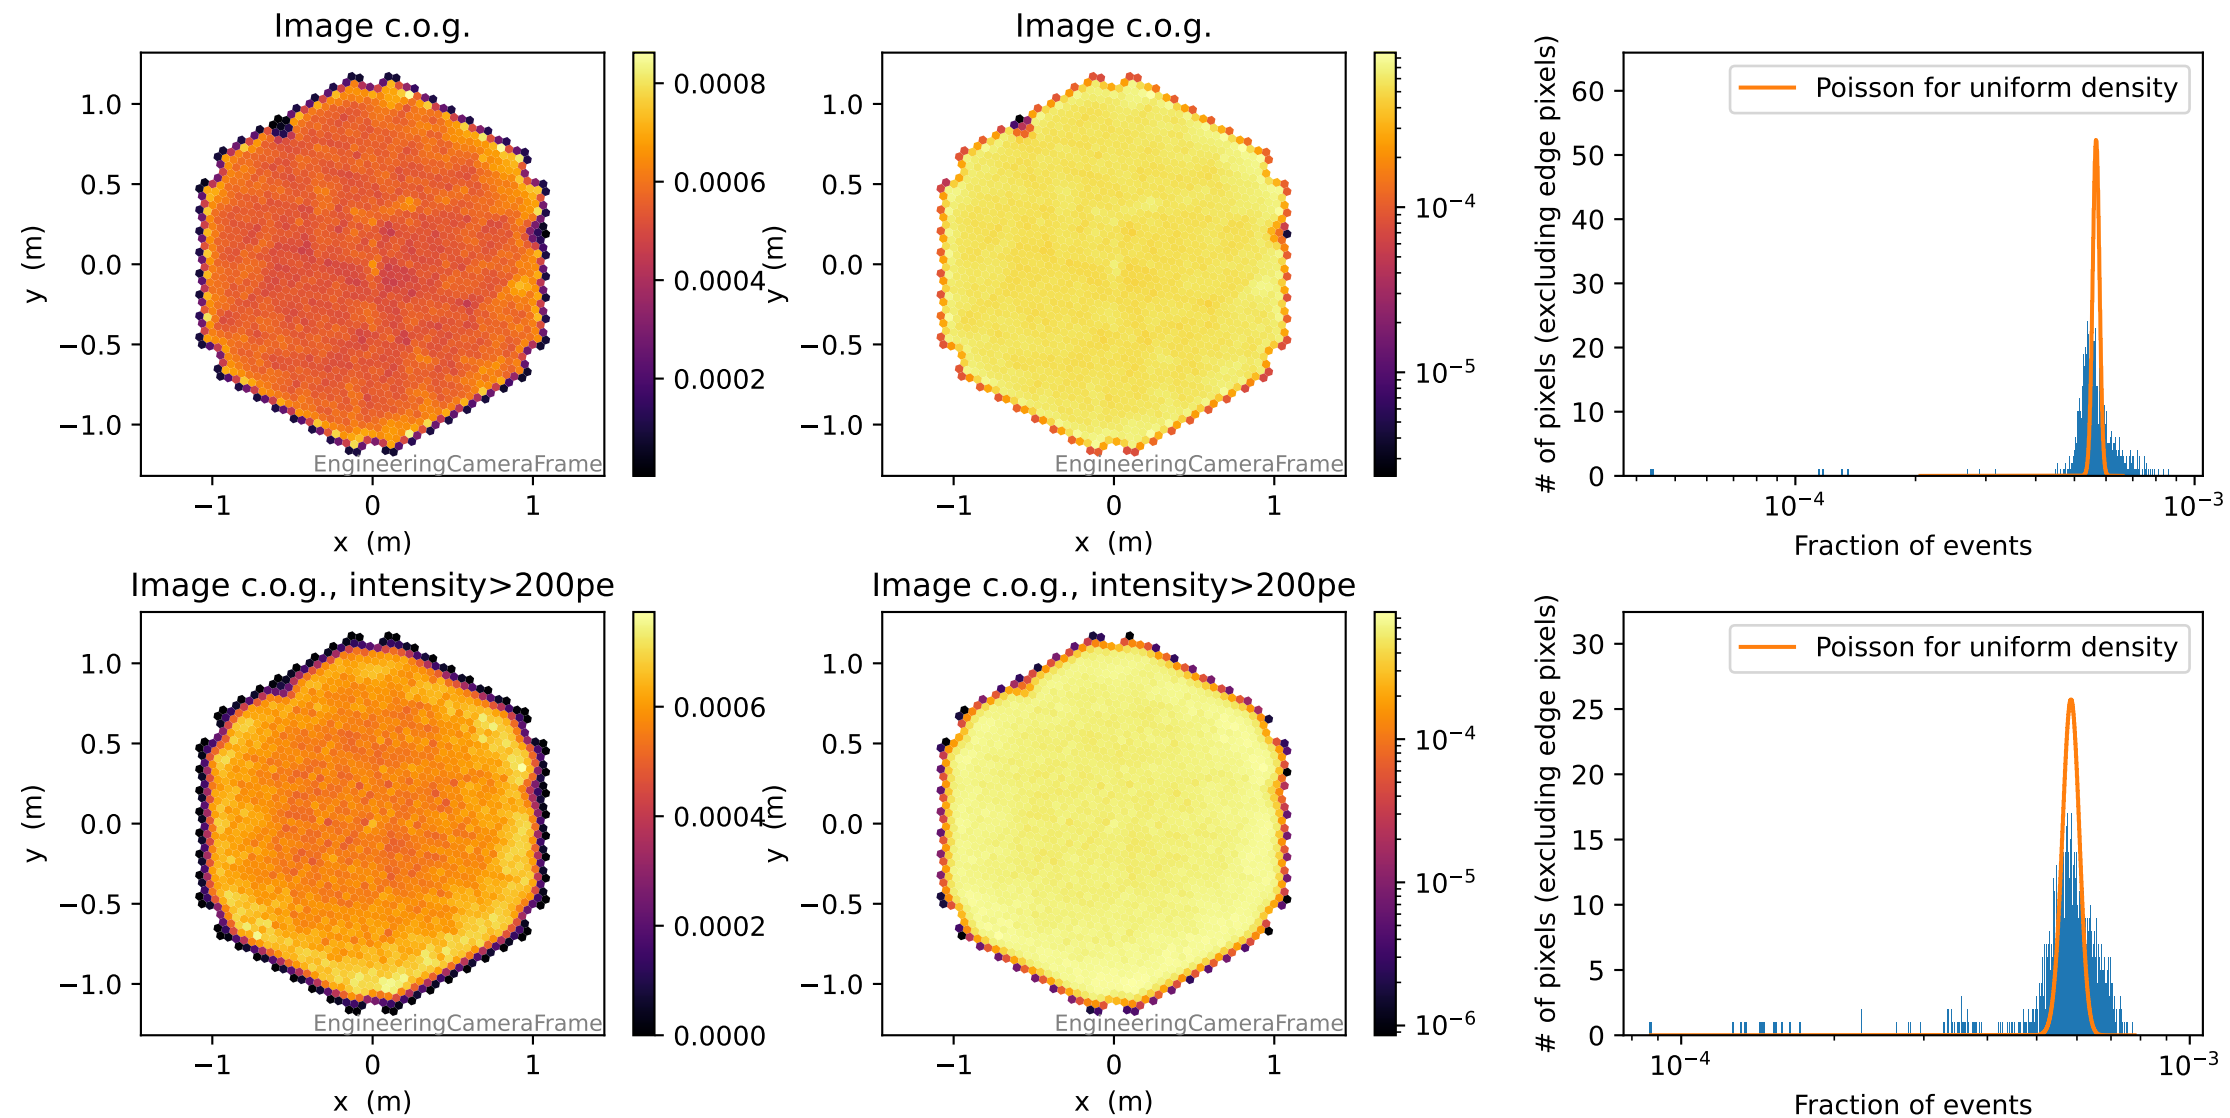 Image c.o.g.
1.0
0.5
0.0
−0.5
−1.0
y (m)
−1
0
1
x (m)
EngineeringCameraFrame
0.0008
0.0006
0.0004
0.0002
Image c.o.g.
1.0
0.5
0.0
−0.5
−1.0
y (m)
−1
0
1
x (m)
EngineeringCameraFrame
10⁻⁴
10⁻⁵
# of pixels (excluding edge pixels)
60
50
40
30
20
10
0
Poisson for uniform density
10⁻⁴
10⁻³
Fraction of events
Image c.o.g., intensity>200pe
1.0
0.5
0.0
−0.5
−1.0
y (m)
−1
0
1
x (m)
EngineeringCameraFrame
0.0006
0.0004
0.0002
0.0000
Image c.o.g., intensity>200pe
1.0
0.5
0.0
−0.5
−1.0
y (m)
−1
0
1
x (m)
EngineeringCameraFrame
10⁻⁴
10⁻⁵
10⁻⁶
# of pixels (excluding edge pixels)
30
25
20
15
10
5
0
Poisson for uniform density
10⁻⁴
10⁻³
Fraction of events